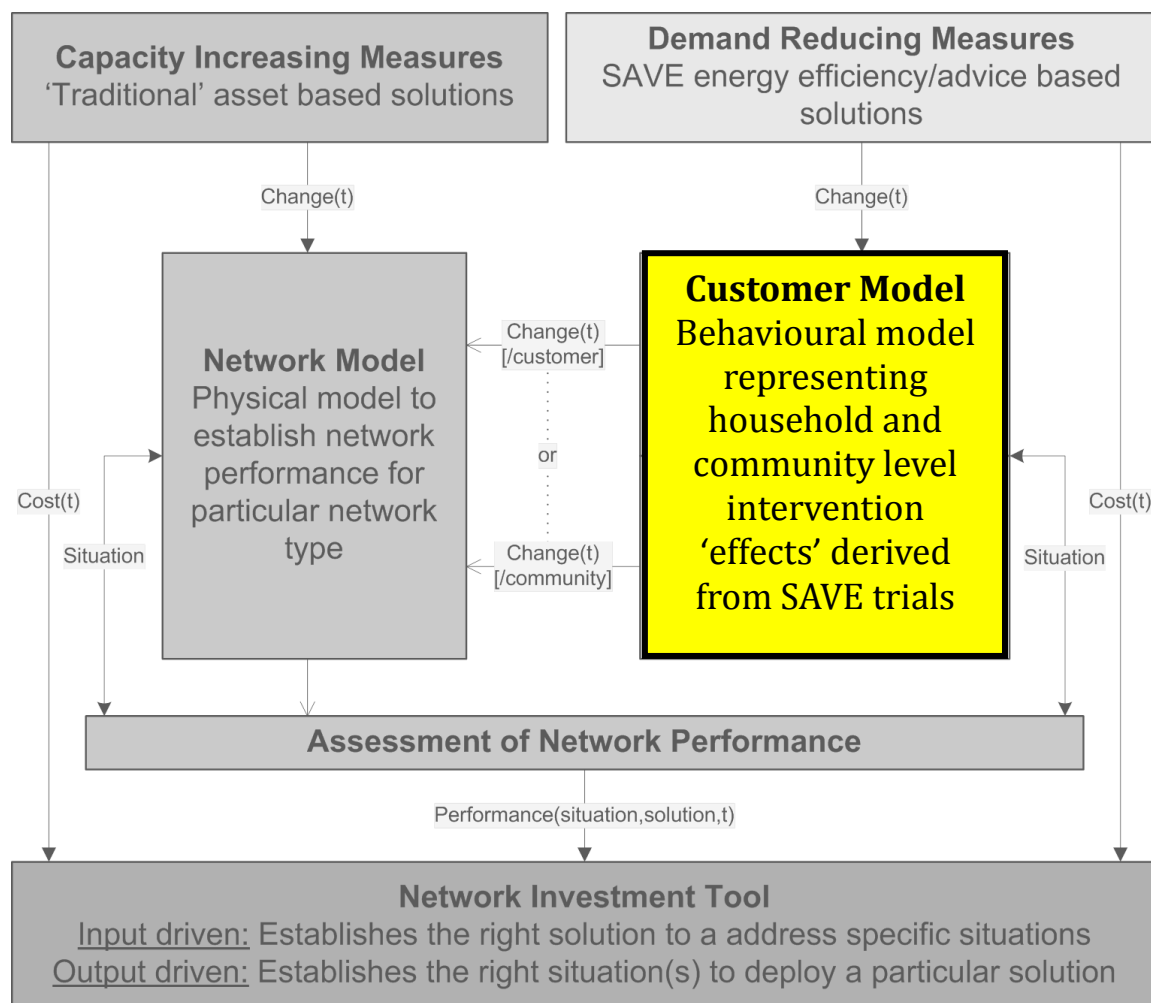 Capacity Increasing Measures
‘Traditional’ asset based solutions
Demand Reducing Measures
SAVE energy efficiency/advice based
solutions
Change(t)
Change(t)
Network Model
Physical model to
establish network
performance for
particular network
type
Change(t)
[/customer]
or
Change(t)
[/community]
Customer Model
Behavioural model
representing
household and
community level
intervention
‘effects’ derived
from SAVE trials
Cost(t)
Situation
Cost(t)
Situation
Assessment of Network Performance
Performance(situation,solution,t)
Network Investment Tool
Input driven: Establishes the right solution to a address specific situations
Output driven: Establishes the right situation(s) to deploy a particular solution